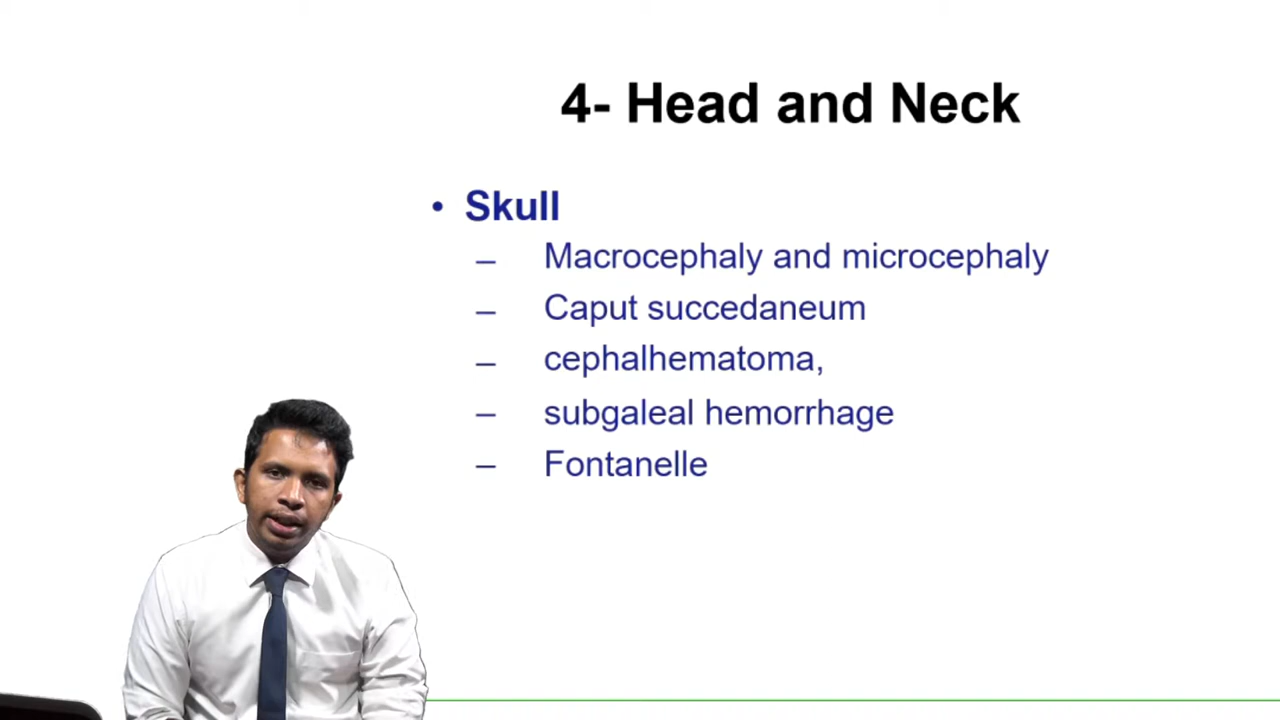 4- Head and Neck
• Skull
– Macrocephaly and microcephaly
– Caput succedaneum
– cephalhematoma,
– subgaleal hemorrhage
– Fontanelle